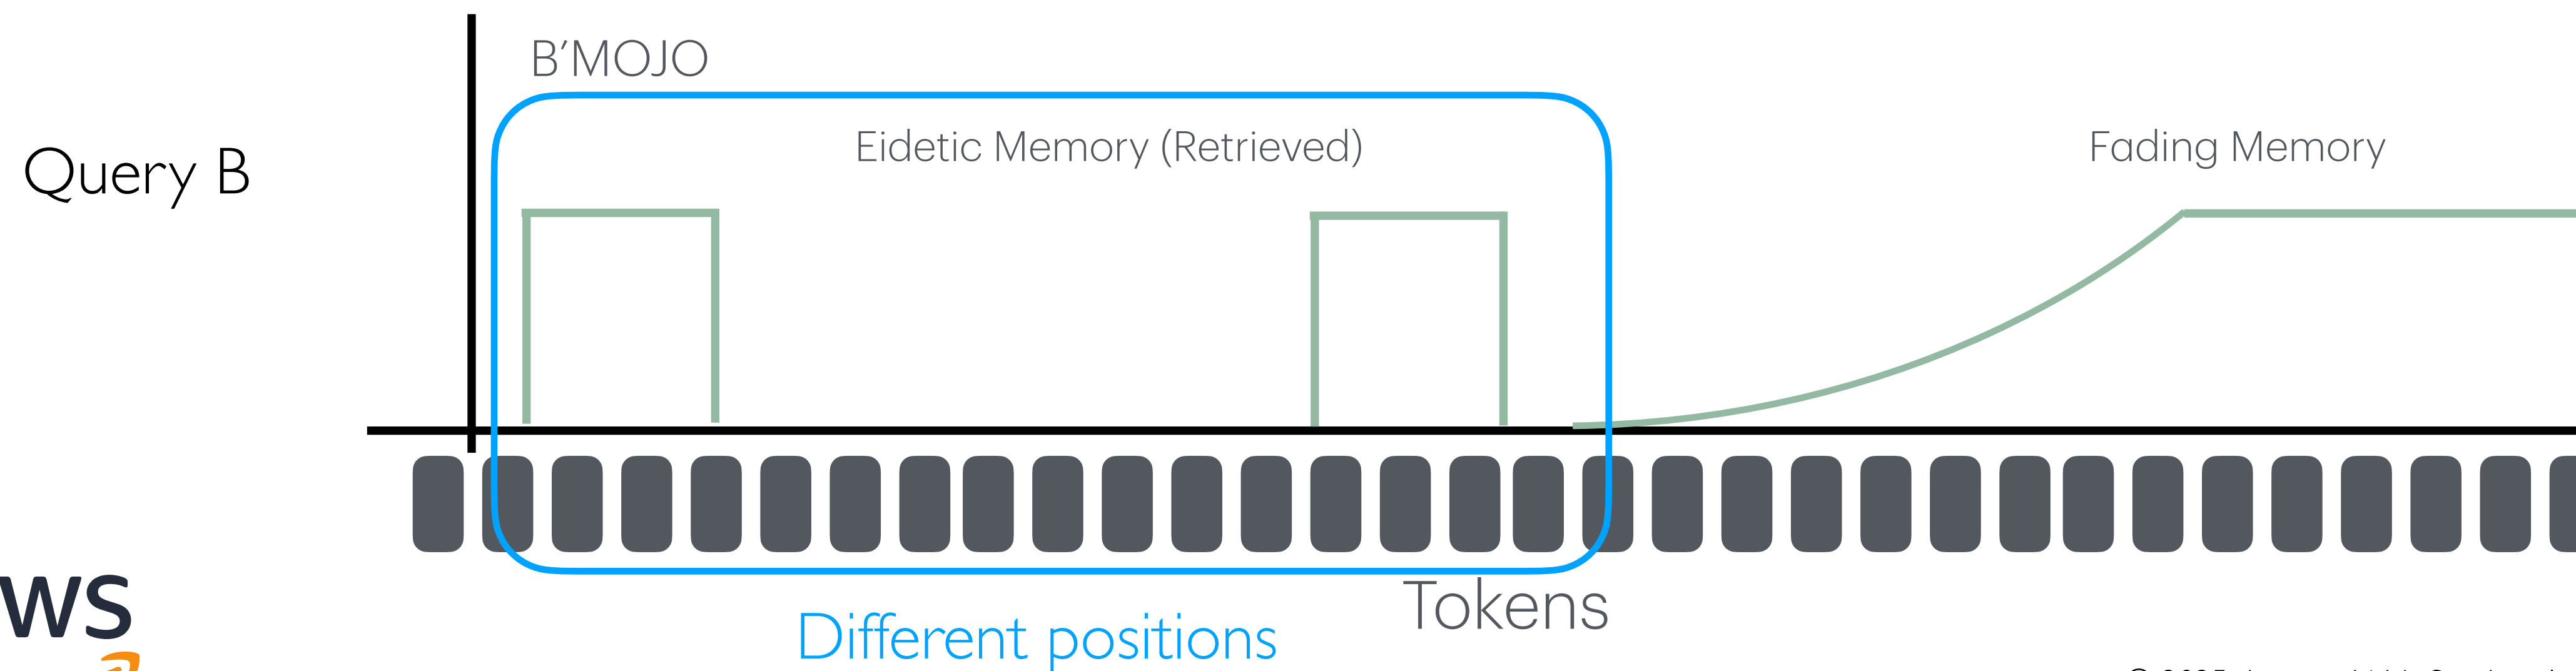 B’MOJO
Eidetic Memory (Retrieved)
Fading Memory
Query B
Tokens
Different positions
ws